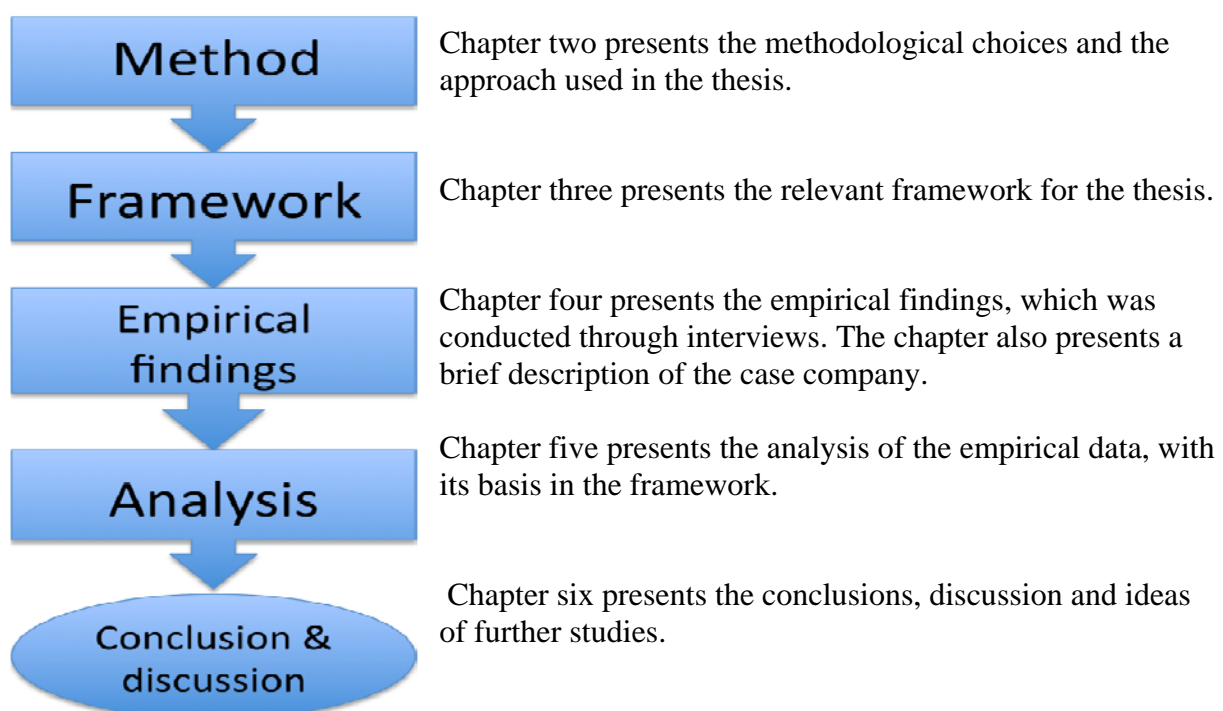 Method
Chapter two presents the methodological choices and the
approach used in the thesis.
Framework
Chapter three presents the relevant framework for the thesis.
Empirical
findings
Chapter four presents the empirical findings, which was
conducted through interviews. The chapter also presents a
brief description of the case company.
Analysis
Chapter five presents the analysis of the empirical data, with
its basis in the framework.
Conclusion &
discussion
Chapter six presents the conclusions, discussion and ideas
of further studies.